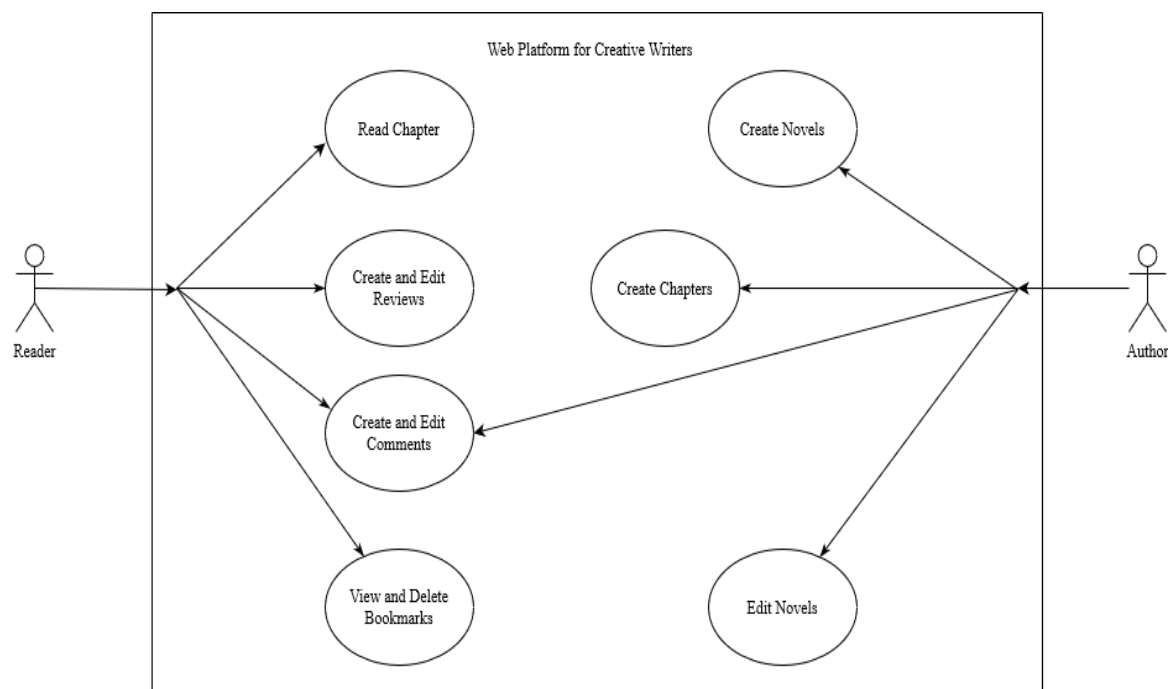 Web Platform for Creative Writers
Read Chapter
Create Novels
Create and Edit
Reviews
Create Chapters
Reader
Author
Create and Edit
Comments
View and Delete
Bookmarks
Edit Novels